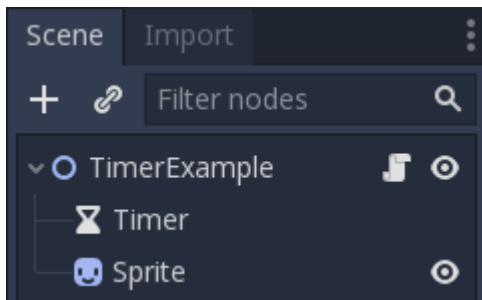 Scene Import
Filter nodes
TimerExample
Timer
Sprite